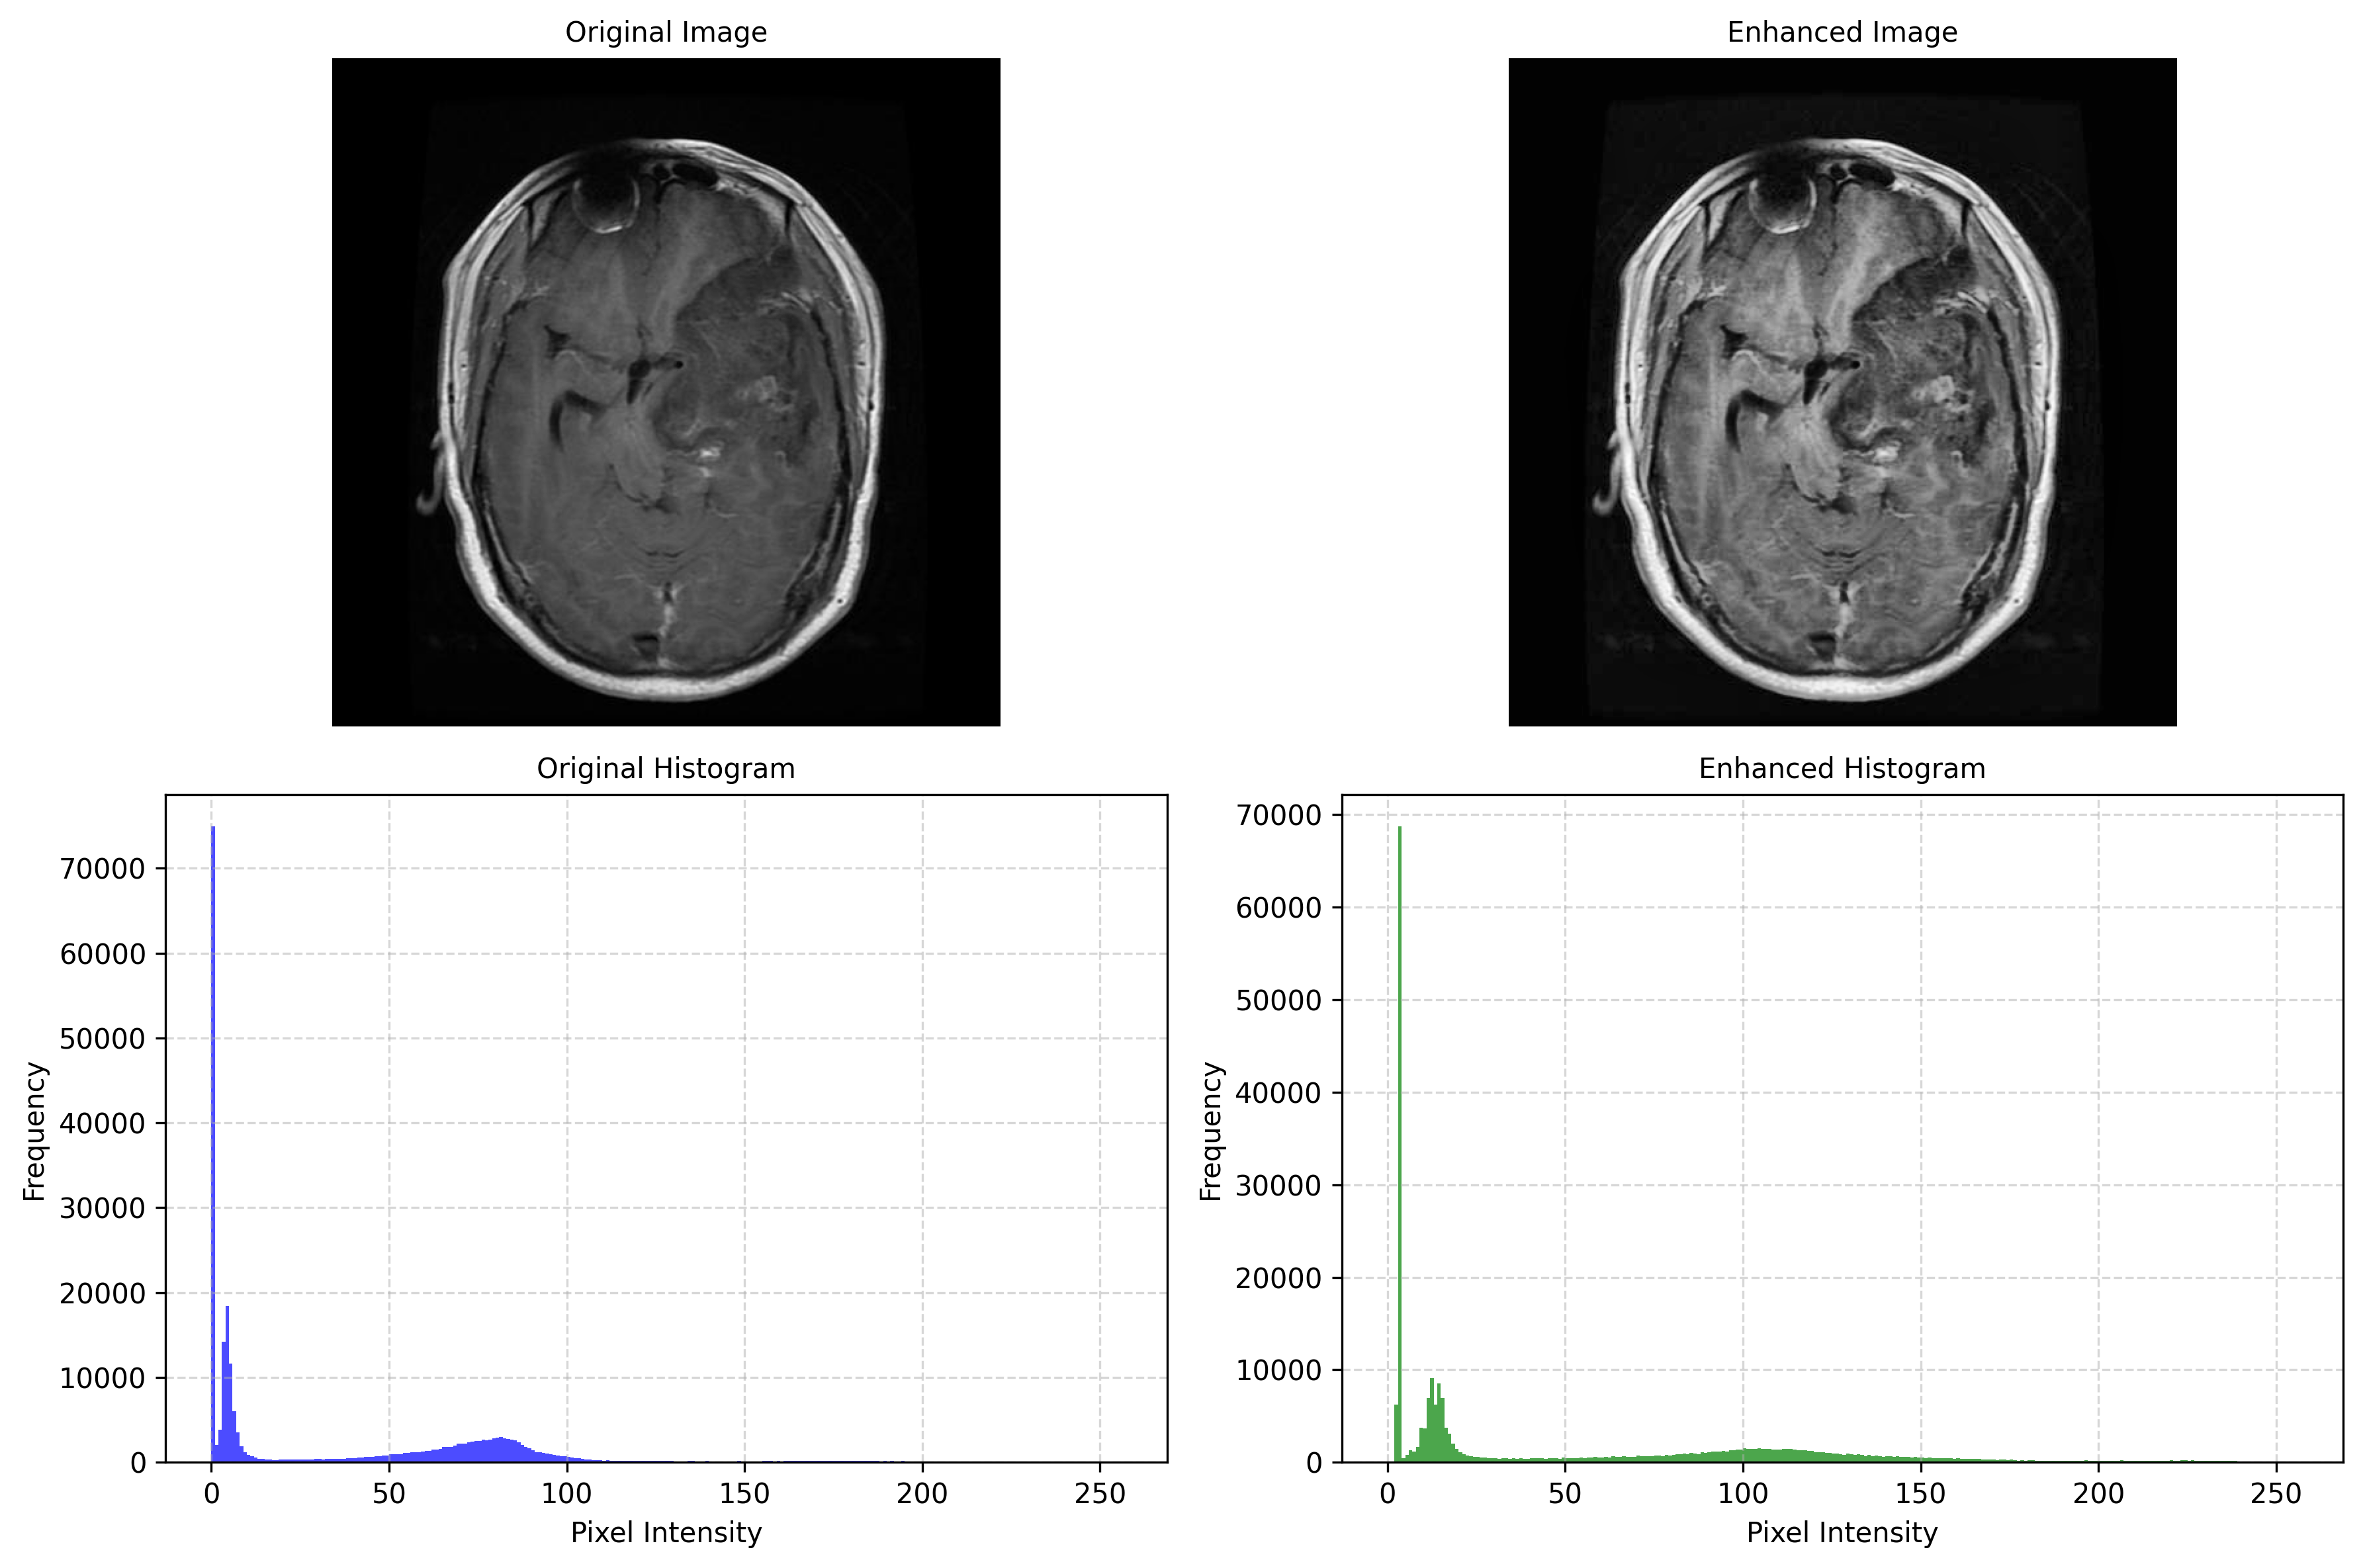 Original Image
Enhanced Image
Original Histogram
Enhanced Histogram
70000
60000
50000
40000
30000
20000
10000
0
Frequency
0 50 100 150 200 250
Pixel Intensity
70000
60000
50000
40000
30000
20000
10000
0
Frequency
0 50 100 150 200 250
Pixel Intensity